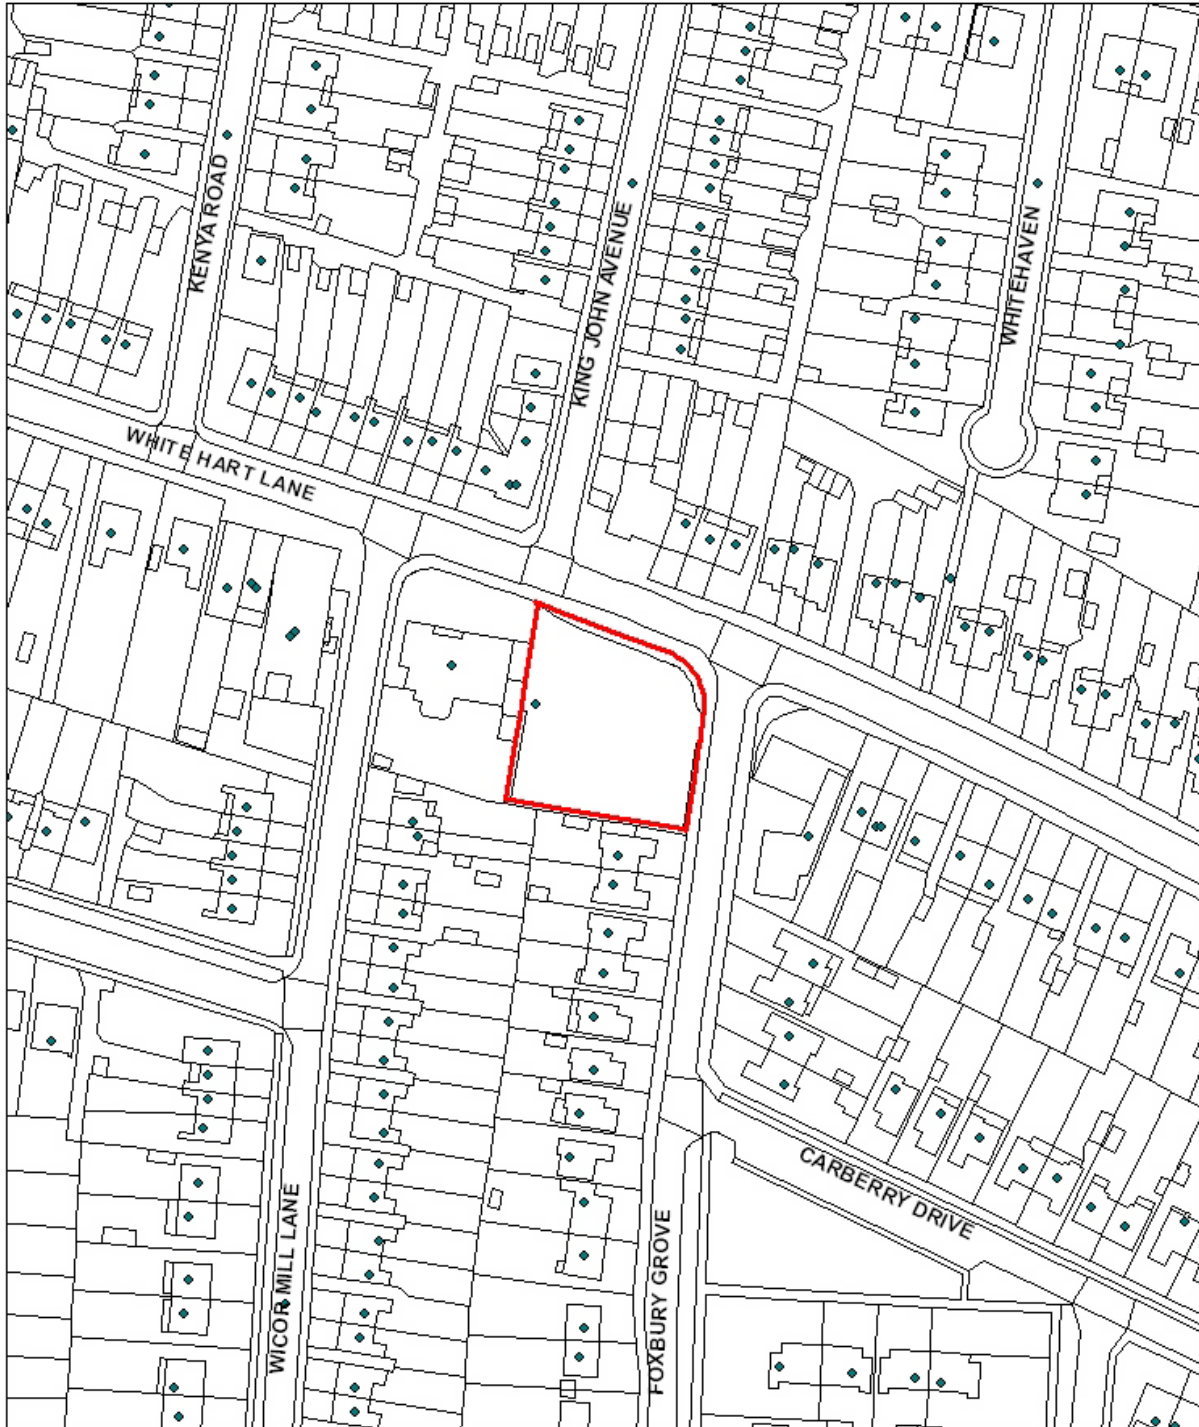 KENYA ROAD
KING JOHN AVENUE
WHITEHAVEN
WHITE HART LANE
CARBERRY DRIVE
WICOR MILL LANE
FOXBURY GROVE